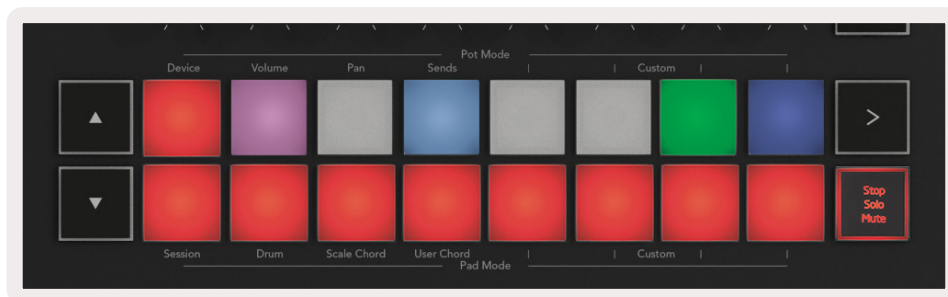 Pot Mode
Device Volume Pan Sends Custom
Stop
Solo
Mute
Session Drum Scale Chord User Chord Custom
Pad Mode